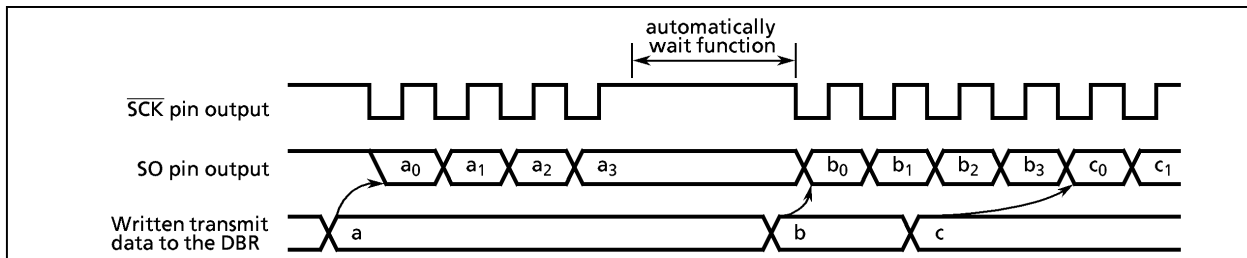 automatically
wait function
SCK pin output
SO pin output
a0 a1 a2 a3 b0 b1 b2 b3 c0 c1
Written transmit
data to the DBR
a b c